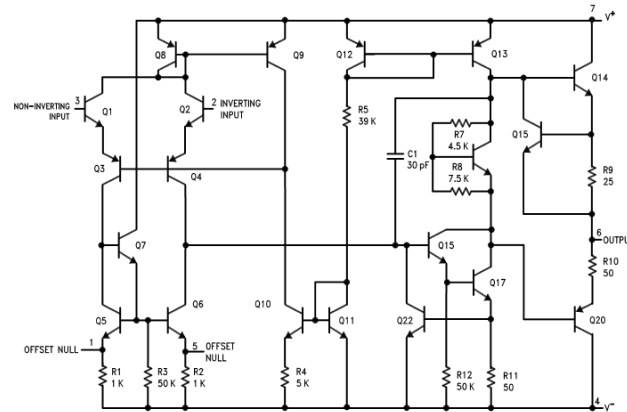 7
V+
Q8
Q9
Q12
Q13
Q14
3
NON-INVERTING
INPUT
Q1
Q2
2
INVERTING
INPUT
R5
39 K
C1
30 pF
R7
4.5 K
R8
7.5 K
Q15
R9
25
Q3
Q4
6
OUTPUT
R10
50
Q7
Q15
Q17
Q5
Q6
Q10
Q11
Q22
Q20
1
OFFSET NULL
5
OFFSET
NULL
R1
1 K
R3
50 K
R2
1 K
R4
5 K
R12
50 K
R11
50
4
V-